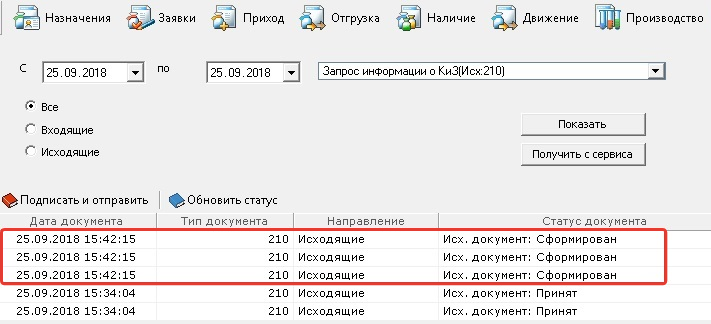 Назначения Заявки Приход Отгрузка Наличие Движение Производство
С 25.09.2018 по 25.09.2018 Запрос информации о КиЗ(Исх:210)
Все
Входящие
Исходящие
Показать
Получить с сервиса
Подписать и отправить Обновить статус
Дата документа Тип документа Направление Статус документа
25.09.2018 15:42:15 210 Исходящие Исх. документ: Сформирован
25.09.2018 15:42:15 210 Исходящие Исх. документ: Сформирован
25.09.2018 15:42:15 210 Исходящие Исх. документ: Сформирован
25.09.2018 15:34:04 210 Исходящие Исх. документ: Принят
25.09.2018 15:34:04 210 Исходящие Исх. документ: Принят